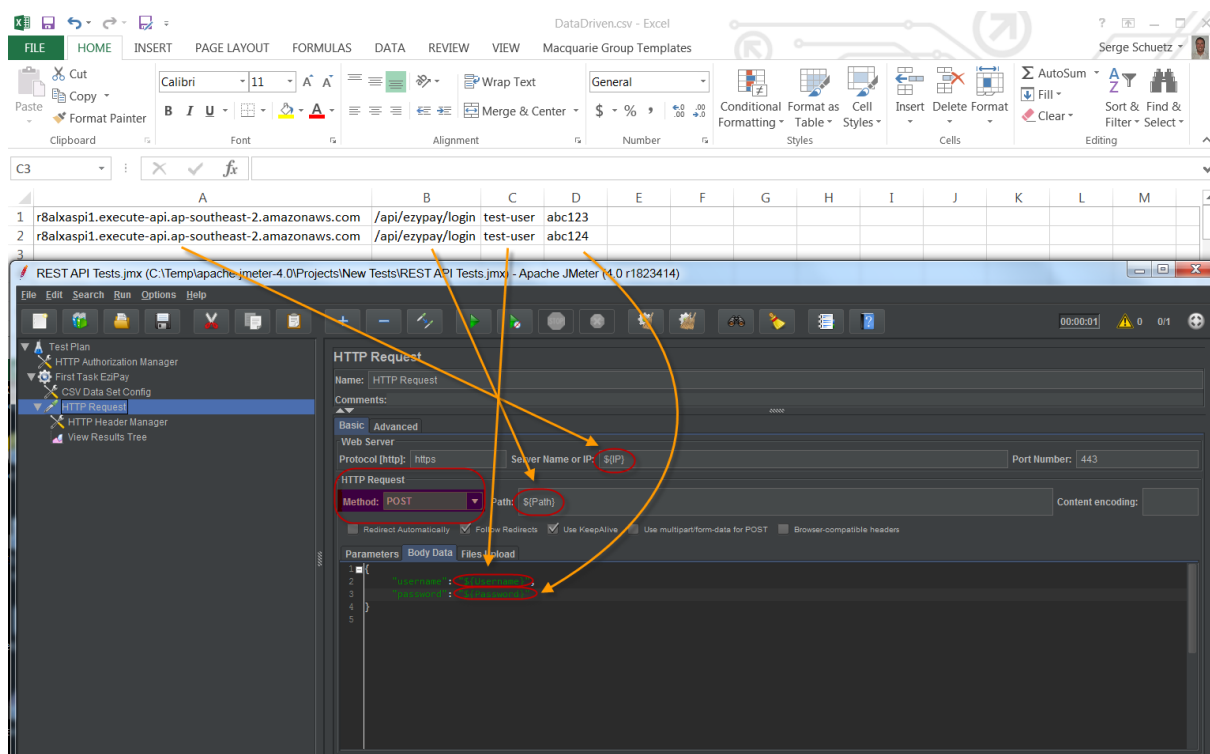 DataDriven.csv - Excel
FILE HOME INSERT PAGE LAYOUT FORMULAS DATA REVIEW VIEW Macquarie Group Templates Serge Schuetz
Cut
Copy
Format Painter
Paste
Clipboard
Calibri 11
B I U
Font
Wrap Text
Merge & Center
Alignment
General
$ % ,
Number
Conditional Formatting
Format as Table
Cell Styles
Styles
Insert Delete Format
Cells
AutoSum
Fill
Clear
Sort & Filter
Find & Select
Editing
C3 fx
A B C D E F G H I J K L M
1 r8alxaspi1.execute-api.ap-southeast-2.amazonaws.com /api/ezypay/login test-user abc123
2 r8alxaspi1.execute-api.ap-southeast-2.amazonaws.com /api/ezypay/login test-user abc124
3
REST API Tests.jmx (C:\Temp\apache-jmeter-4.0\Projects\New Tests\REST API Tests.jmx) - Apache JMeter (4.0 r1823414)
File Edit Search Run Options Help
00:00:01 0 0/1
Test Plan
HTTP Authorization Manager
First Task EziPay
CSV Data Set Config
HTTP Request
HTTP Header Manager
View Results Tree
HTTP Request
Name: HTTP Request
Comments:
Basic Advanced
Web Server
Protocol [http]: https Server Name or IP: ${IP} Port Number: 443
HTTP Request
Method: POST Path: ${Path} Content encoding:
Redirect Automatically Follow Redirects Use KeepAlive Use multipart/form-data for POST Browser-compatible headers
Parameters Body Data Files Upload
1 {
2 "username": "${Username}",
3 "password": "${Password}"
4 }
5